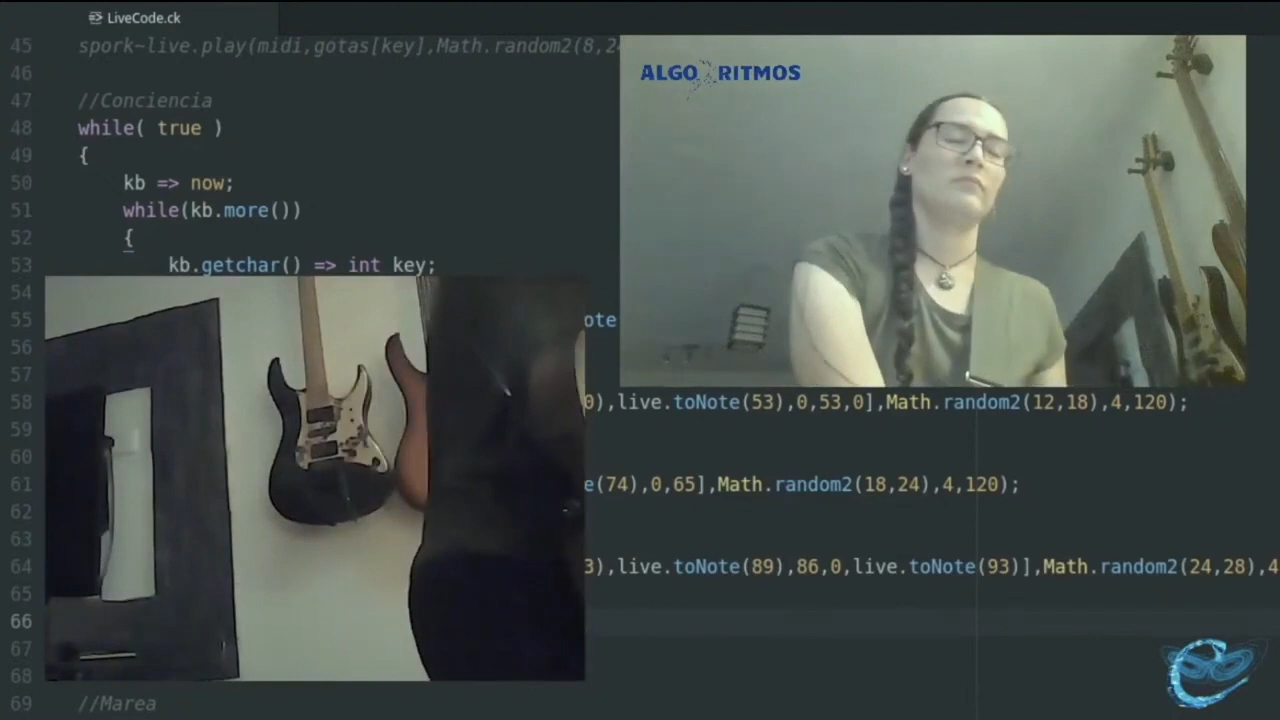 LiveCode.ck
45 spork~live.play(midi,gotas[key],Math.random2(8,24
46
47 //Conciencia
48 while( true )
49 {
50 kb => now;
51 while(kb.more())
52 {
53 kb.getchar() => int key;
54
55 ote
56
57
58 0),live.toNote(53),0,53,0],Math.random2(12,18),4,120);
59
60
61 e(74),0,65],Math.random2(18,24),4,120);
62
63
64 3),live.toNote(89),86,0,live.toNote(93)],Math.random2(24,28),4
65
66
67
68
69 //Marea
ALGO RITMOS